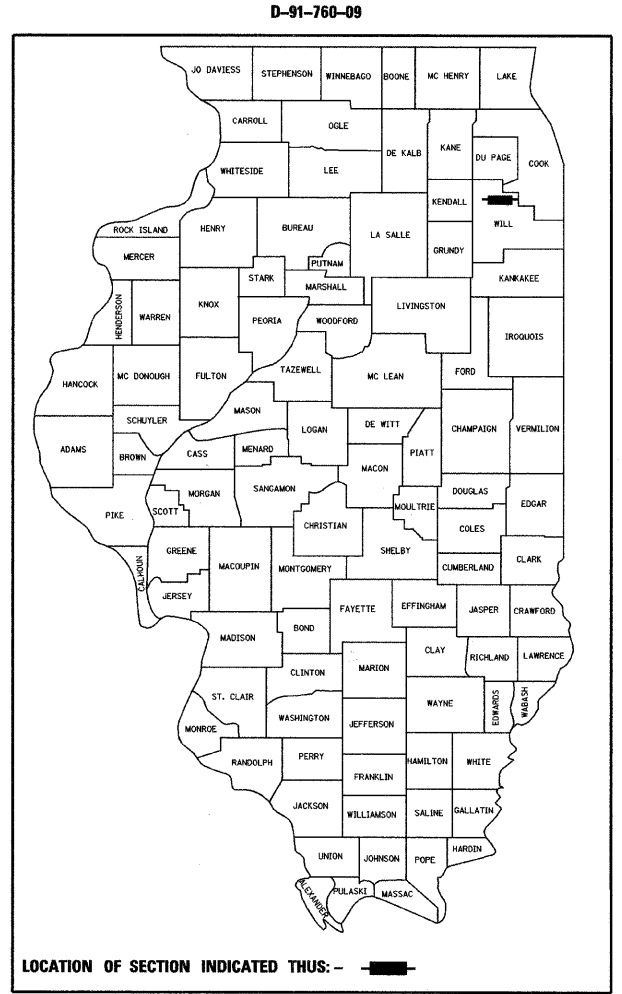 D-91-760-09
JO DAVIESS
STEPHENSON
WINNEBAGO
BOONE
MC HENRY
LAKE
CARROLL
OGLE
DE KALB
KANE
DU PAGE
COOK
WHITESIDE
LEE
KENDALL
WILL
ROCK ISLAND
HENRY
BUREAU
LA SALLE
GRUNDY
MERCER
PUTNAM
STARK
MARSHALL
KANKAKEE
HENDERSON
WARREN
KNOX
PEORIA
WOODFORD
LIVINGSTON
IROQUOIS
HANCOCK
MC DONOUGH
FULTON
TAZEWELL
MC LEAN
FORD
SCHUYLER
MASON
LOGAN
DE WITT
CHAMPAIGN
VERMILION
ADAMS
BROWN
CASS
MENARD
MACON
PIATT
PIKE
SCOTT
MORGAN
SANGAMON
MOULTRIE
DOUGLAS
EDGAR
CHRISTIAN
COLES
CALHOUN
GREENE
MACOUPIN
MONTGOMERY
SHELBY
CUMBERLAND
CLARK
JERSEY
FAYETTE
EFFINGHAM
JASPER
CRAWFORD
MADISON
BOND
CLAY
RICHLAND
LAWRENCE
CLINTON
MARION
ST. CLAIR
WAYNE
EDWARDS
WABASH
MONROE
WASHINGTON
JEFFERSON
RANDOLPH
PERRY
HAMILTON
WHITE
FRANKLIN
JACKSON
WILLIAMSON
SALINE
GALLATIN
UNION
JOHNSON
POPE
HARDIN
ALEXANDER
PULASKI
MASSAC
LOCATION OF SECTION INDICATED THUS: -